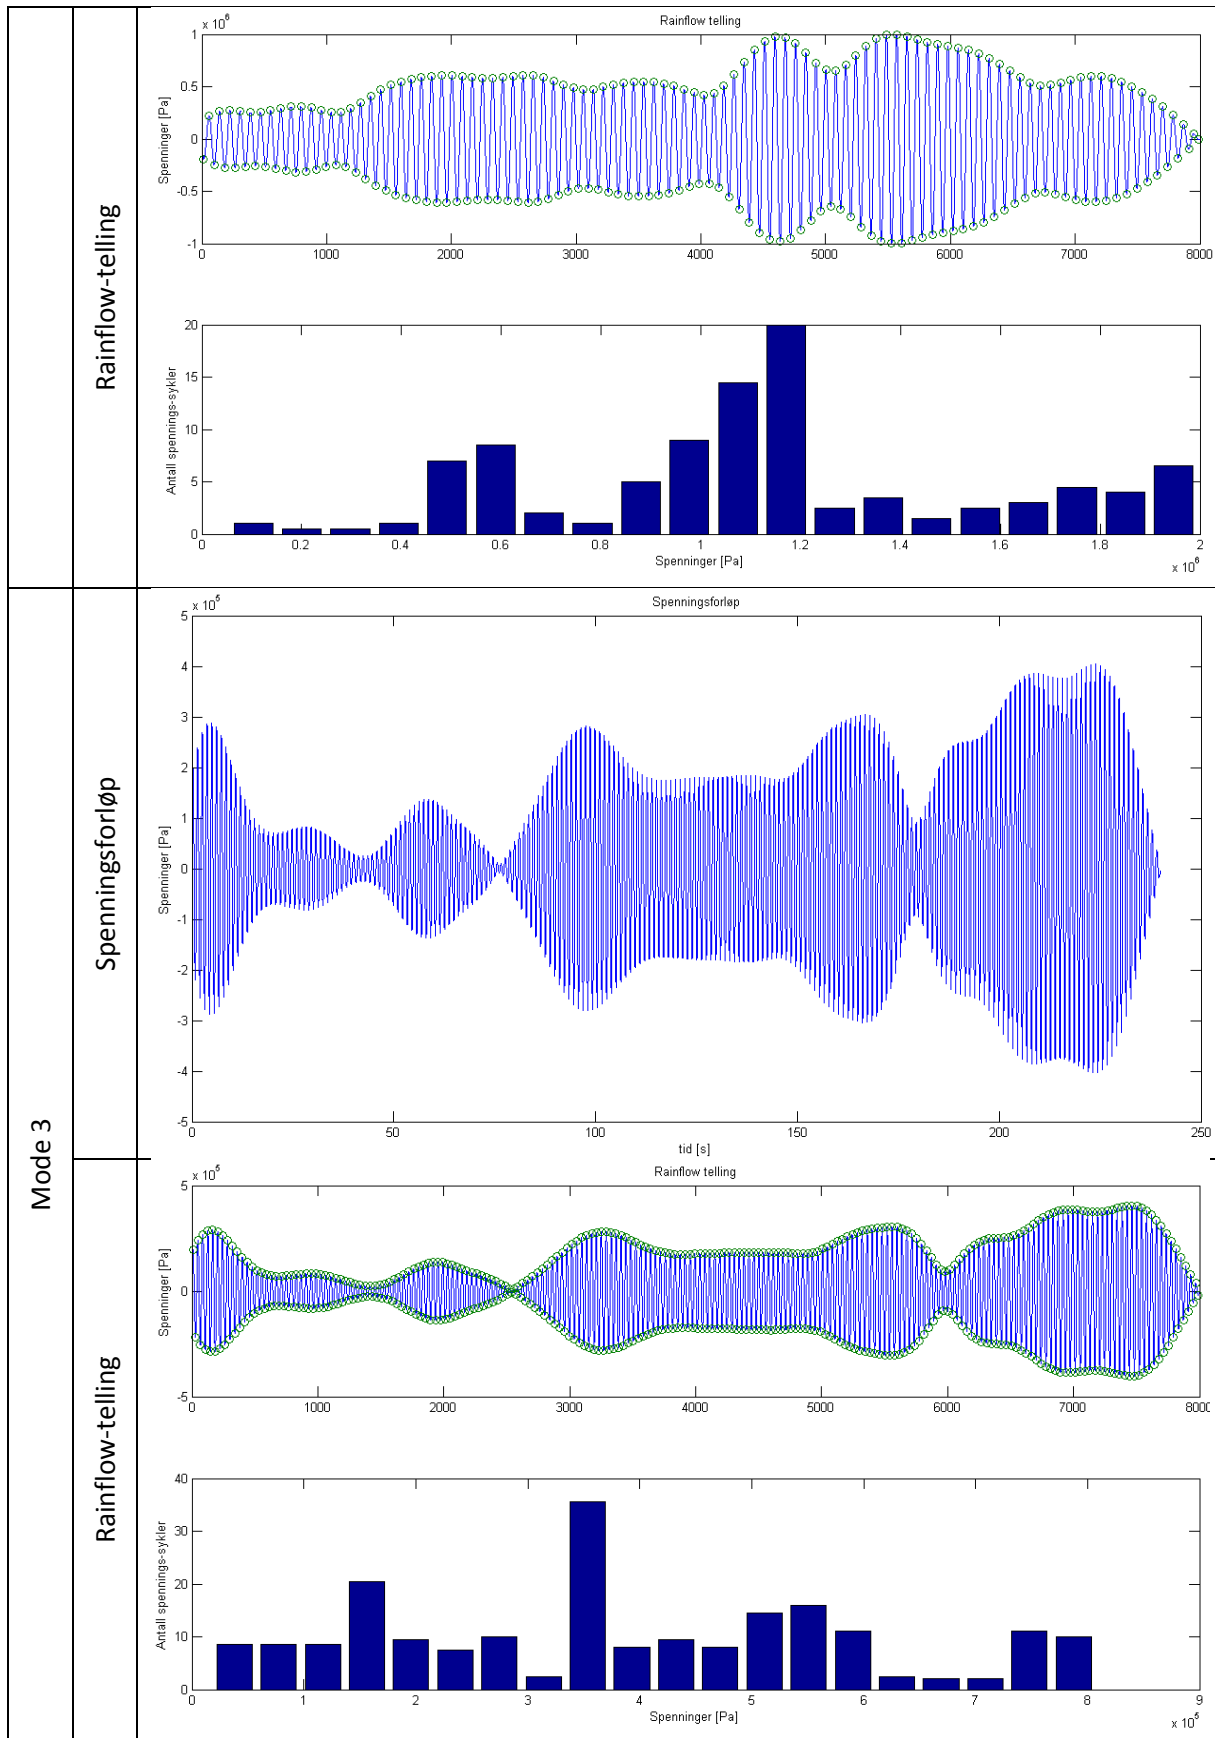 Rainflow-telling
x 10^6
Rainflow telling
Spenninger [Pa]
1
0.5
0
-0.5
-1
0 1000 2000 3000 4000 5000 6000 7000 8000
Antall spennings-sykler
20
15
10
5
0
0 0.2 0.4 0.6 0.8 1 1.2 1.4 1.6 1.8 2
Spenninger [Pa]
x 10^6
Mode 3
Spenningsforløp
x 10^5
Spenningsforløp
Spenninger [Pa]
5
4
3
2
1
0
-1
-2
-3
-4
-5
0 50 100 150 200 250
tid [s]
Rainflow-telling
x 10^5
Rainflow telling
Spenninger [Pa]
5
0
-5
0 1000 2000 3000 4000 5000 6000 7000 8000
Antall spennings-sykler
40
30
20
10
0
0 1 2 3 4 5 6 7 8 9
Spenninger [Pa]
x 10^5